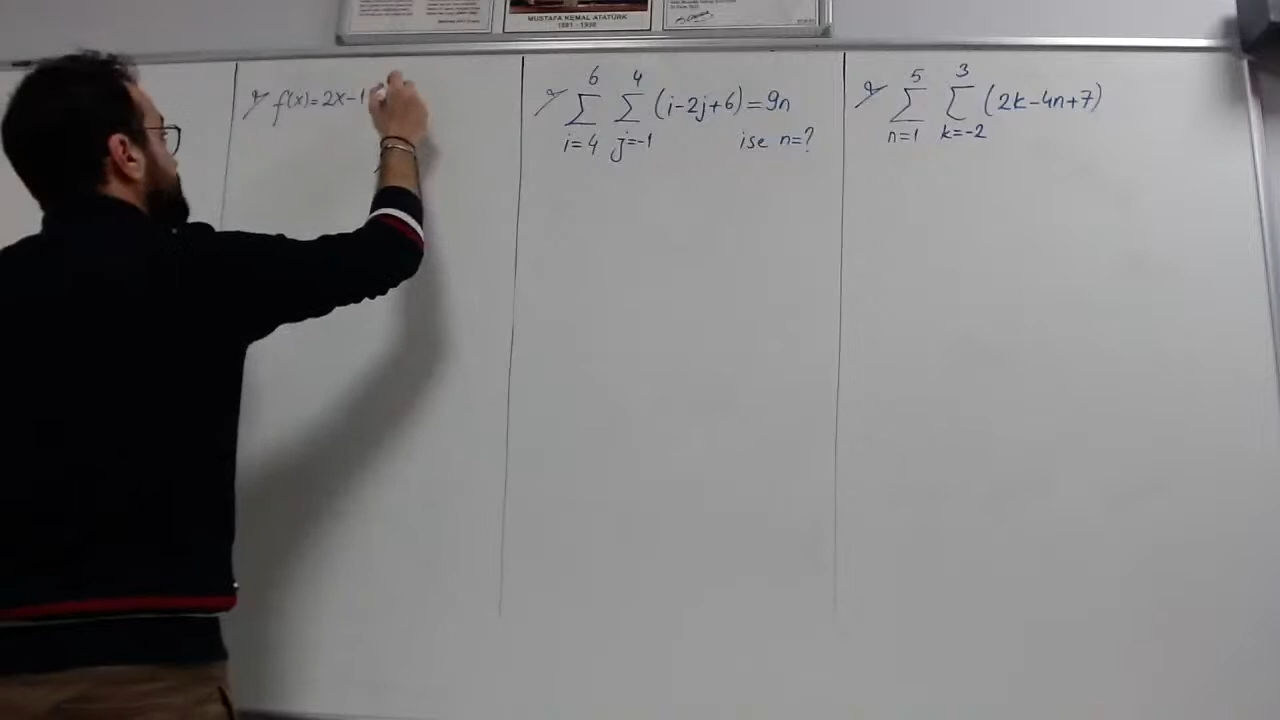 MUSTAFA KEMAL ATATÜRK
1881 - 1938
f(x)=2x-1
6 4
∑ ∑ (i-2j+6)=9n
i=4 j=-1 ise n=?
5 3
∑ ∑ (2k-4n+7)
n=1 k=-2